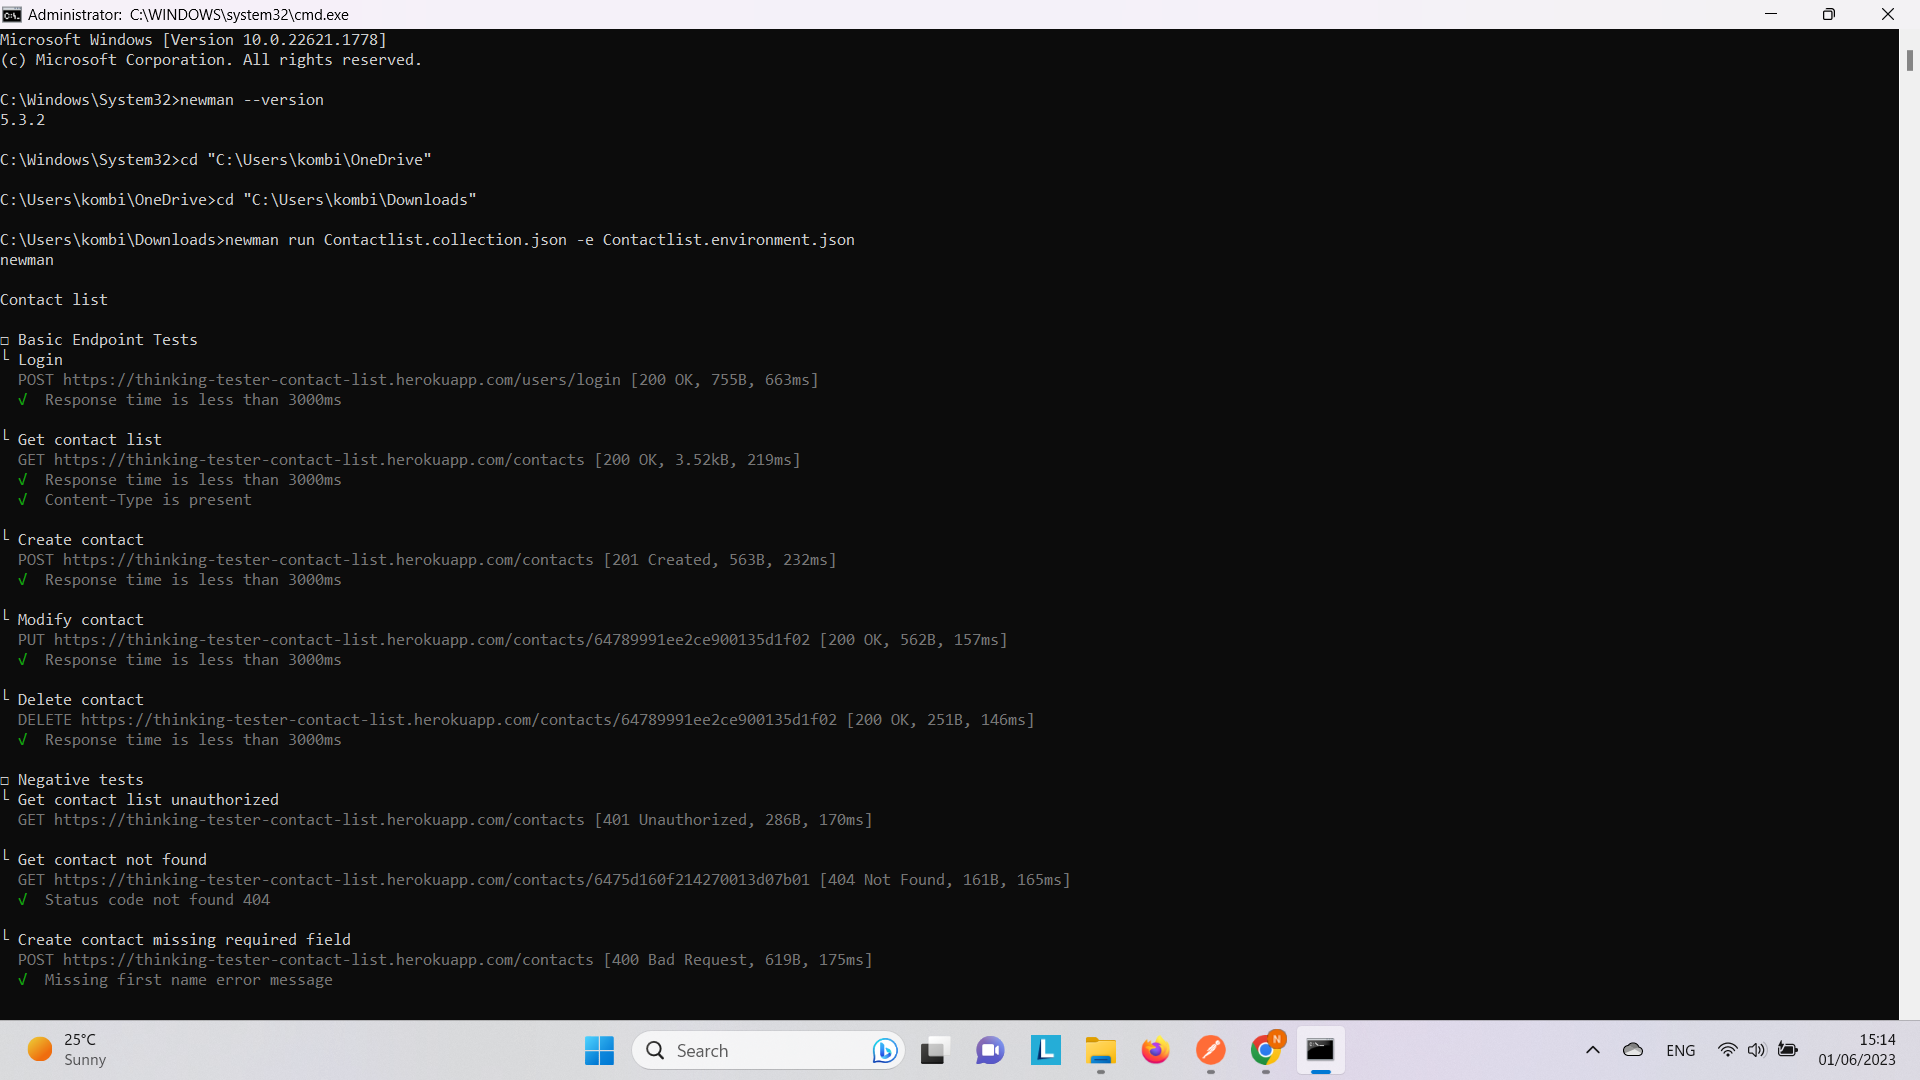 Administrator: C:\WINDOWS\system32\cmd.exe
Microsoft Windows [Version 10.0.22621.1778]
(c) Microsoft Corporation. All rights reserved.
C:\Windows\System32>newman --version
5.3.2
C:\Windows\System32>cd "C:\Users\kombi\OneDrive"
C:\Users\kombi\OneDrive>cd "C:\Users\kombi\Downloads"
C:\Users\kombi\Downloads>newman run Contactlist.collection.json -e Contactlist.environment.json
newman
Contact list
□ Basic Endpoint Tests
└ Login
POST https://thinking-tester-contact-list.herokuapp.com/users/login [200 OK, 755B, 663ms]
√ Response time is less than 3000ms
└ Get contact list
GET https://thinking-tester-contact-list.herokuapp.com/contacts [200 OK, 3.52kB, 219ms]
√ Response time is less than 3000ms
√ Content-Type is present
└ Create contact
POST https://thinking-tester-contact-list.herokuapp.com/contacts [201 Created, 563B, 232ms]
√ Response time is less than 3000ms
└ Modify contact
PUT https://thinking-tester-contact-list.herokuapp.com/contacts/64789991ee2ce900135d1f02 [200 OK, 562B, 157ms]
√ Response time is less than 3000ms
└ Delete contact
DELETE https://thinking-tester-contact-list.herokuapp.com/contacts/64789991ee2ce900135d1f02 [200 OK, 251B, 146ms]
√ Response time is less than 3000ms
□ Negative tests
└ Get contact list unauthorized
GET https://thinking-tester-contact-list.herokuapp.com/contacts [401 Unauthorized, 286B, 170ms]
└ Get contact not found
GET https://thinking-tester-contact-list.herokuapp.com/contacts/6475d160f214270013d07b01 [404 Not Found, 161B, 165ms]
√ Status code not found 404
└ Create contact missing required field
POST https://thinking-tester-contact-list.herokuapp.com/contacts [400 Bad Request, 619B, 175ms]
√ Missing first name error message
25°C
Sunny
Search
L
N
ENG
15:14
01/06/2023